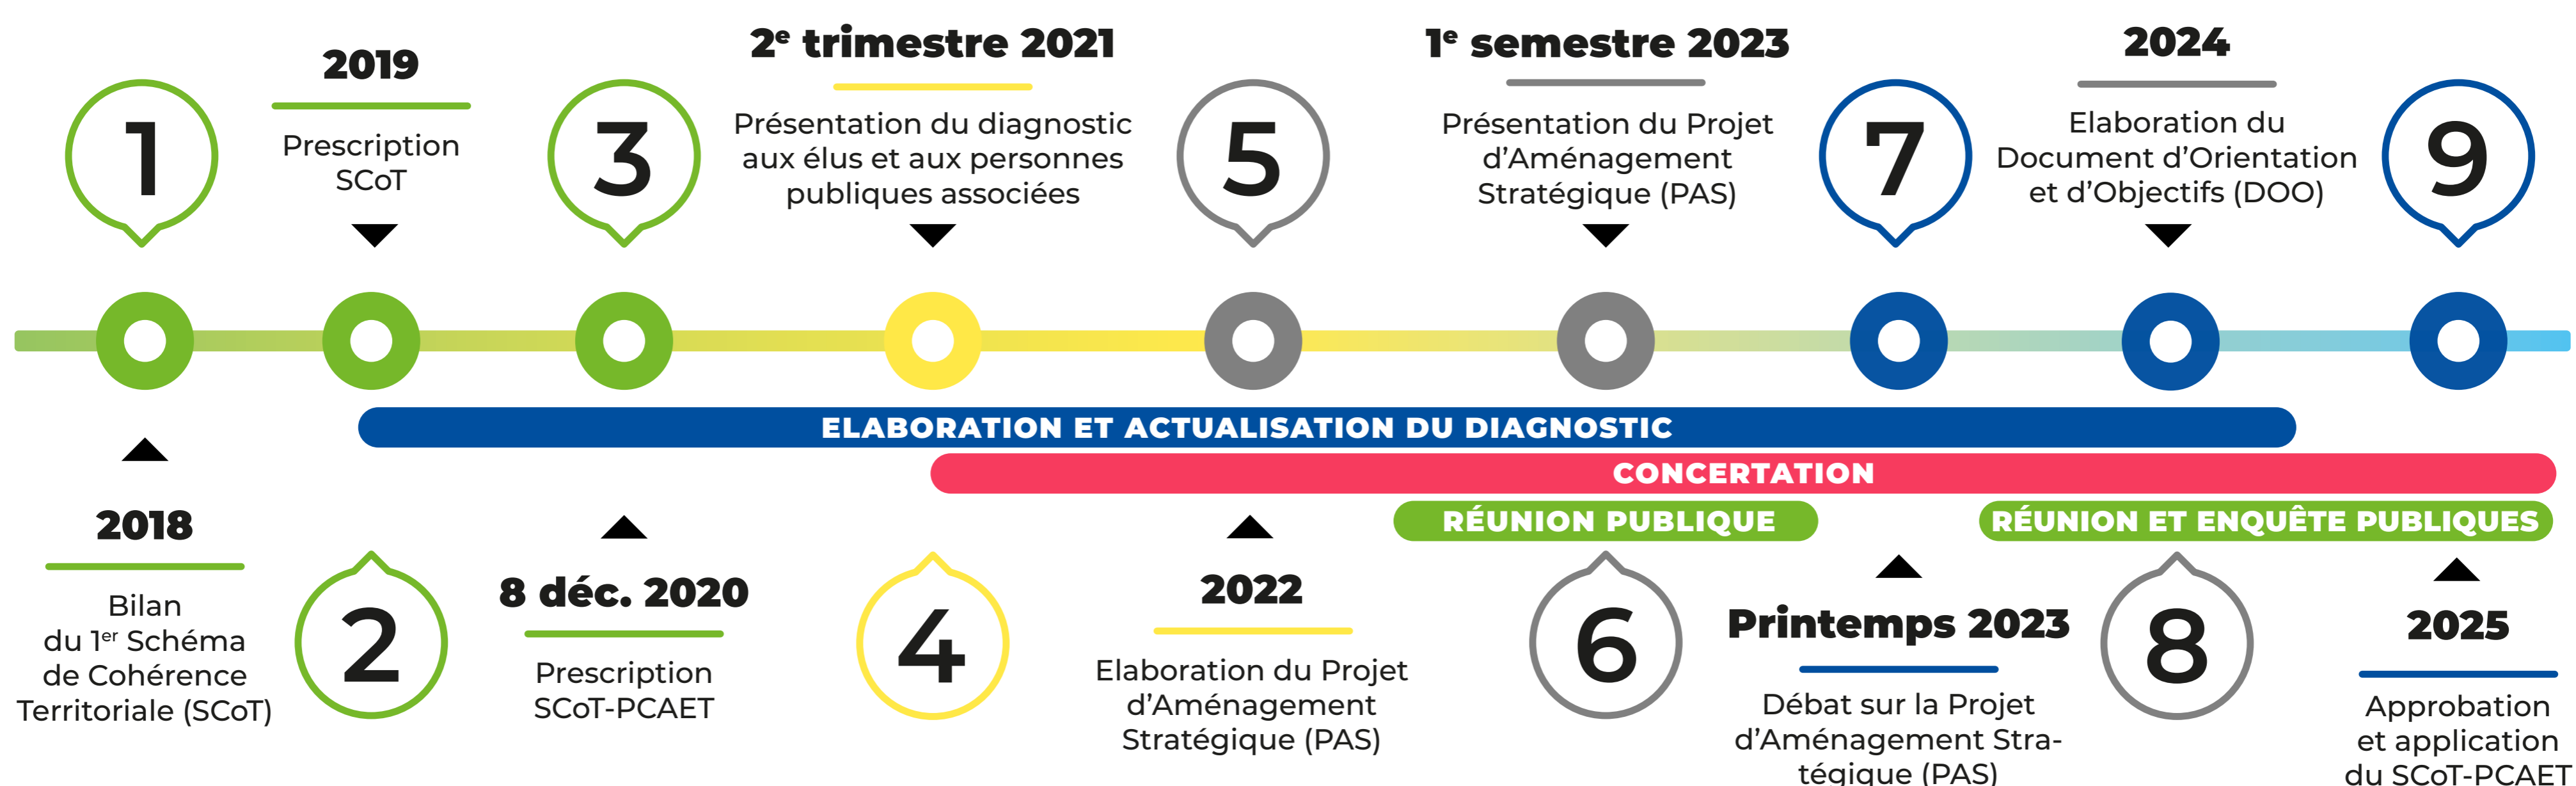 1
2018
Bilan
du 1er Schéma
de Cohérence
Territoriale (SCoT)
2019
Prescription
SCoT
2
3
8 déc. 2020
Prescription
SCoT-PCAET
2e trimestre 2021
Présentation du diagnostic
aux élus et aux personnes
publiques associées
4
5
2022
Elaboration du Projet
d'Aménagement
Stratégique (PAS)
1e semestre 2023
Présentation du Projet
d'Aménagement
Stratégique (PAS)
6
7
Printemps 2023
Débat sur la Projet
d'Aménagement Stra-
tégique (PAS)
2024
Elaboration du
Document d'Orientation
et d'Objectifs (DOO)
8
9
2025
Approbation
et application
du SCoT-PCAET
ELABORATION ET ACTUALISATION DU DIAGNOSTIC
CONCERTATION
RÉUNION PUBLIQUE
RÉUNION ET ENQUÊTE PUBLIQUES